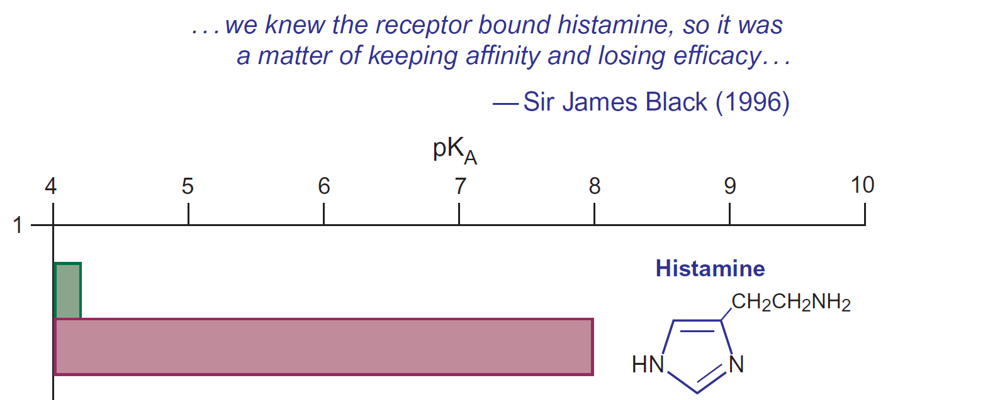 ...we knew the receptor bound histamine, so it was
a matter of keeping affinity and losing efficacy...
— Sir James Black (1996)
pKA
4 5 6 7 8 9 10
1
Histamine
CH2CH2NH2
HN N